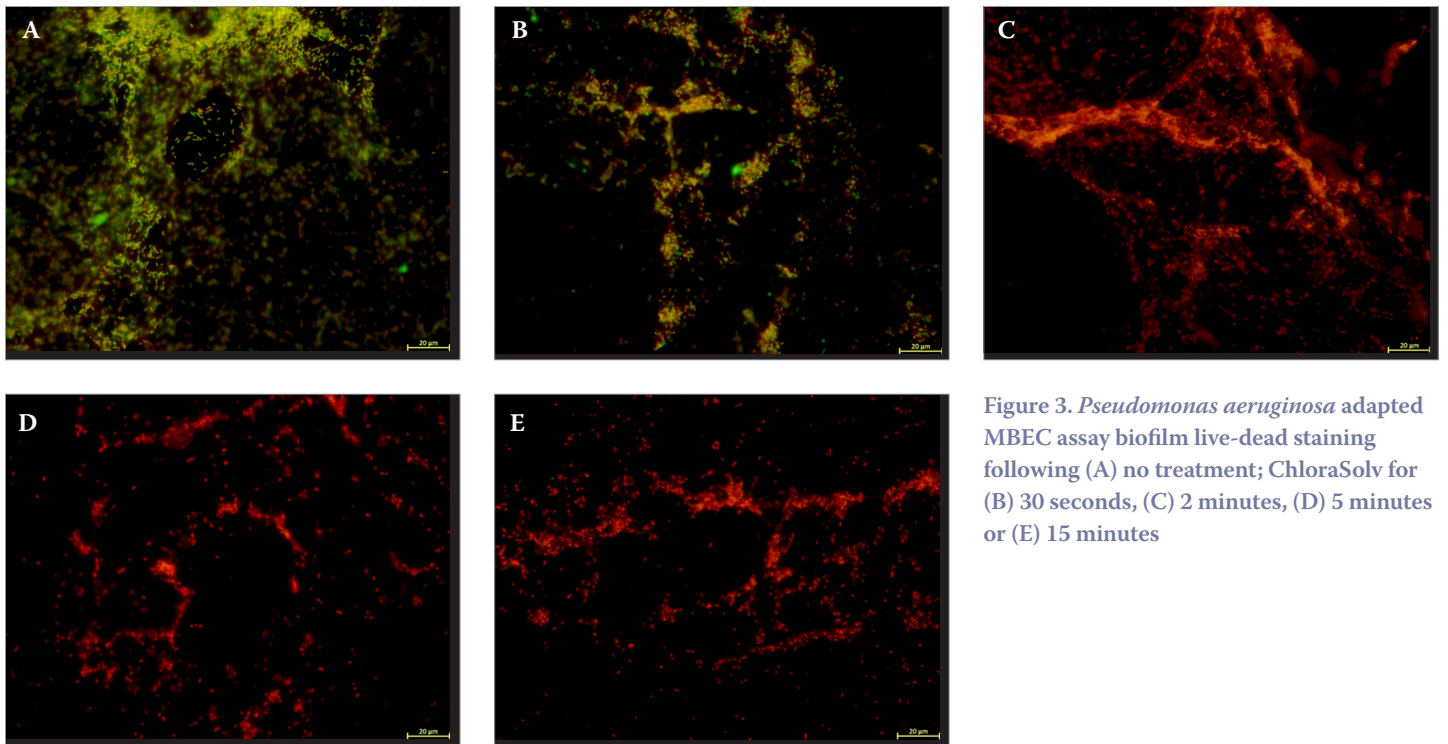 A
B
C
20 μm
20 μm
20 μm
D
E
20 μm
20 μm
Figure 3. Pseudomonas aeruginosa adapted
MBEC assay biofilm live-dead staining
following (A) no treatment; ChloraSolv for
(B) 30 seconds, (C) 2 minutes, (D) 5 minutes
or (E) 15 minutes